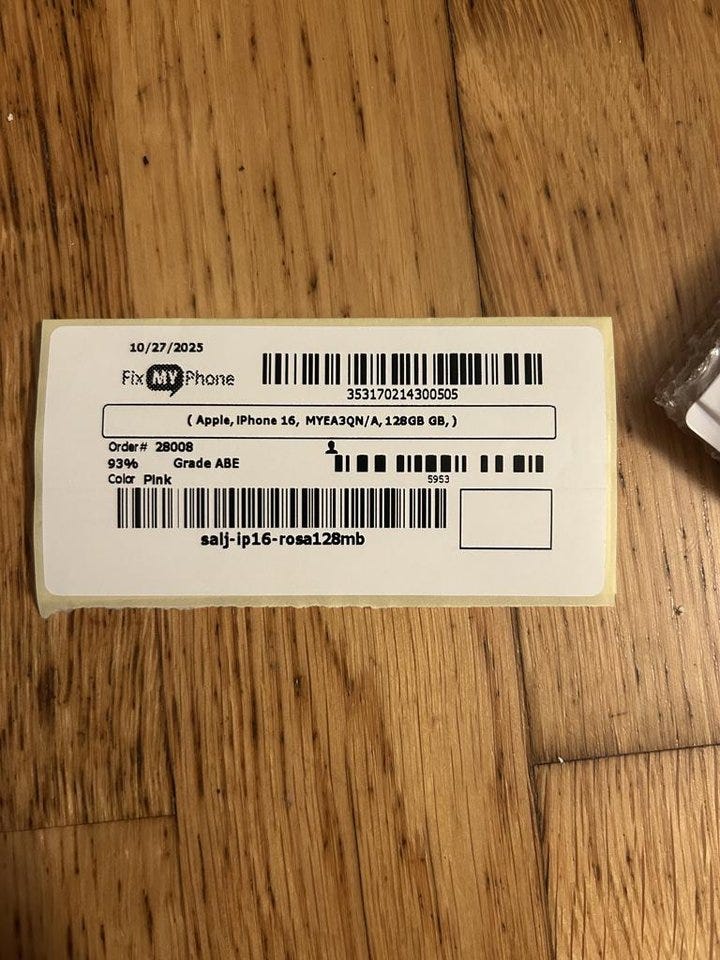 10/27/2025
Fix MY Phone
353170214300505
( Apple, iPhone 16, MYEA3QN/A, 128GB GB, )
Order# 28008
93% Grade ABE
Color Pink
5953
salj-ip16-rosa128mb